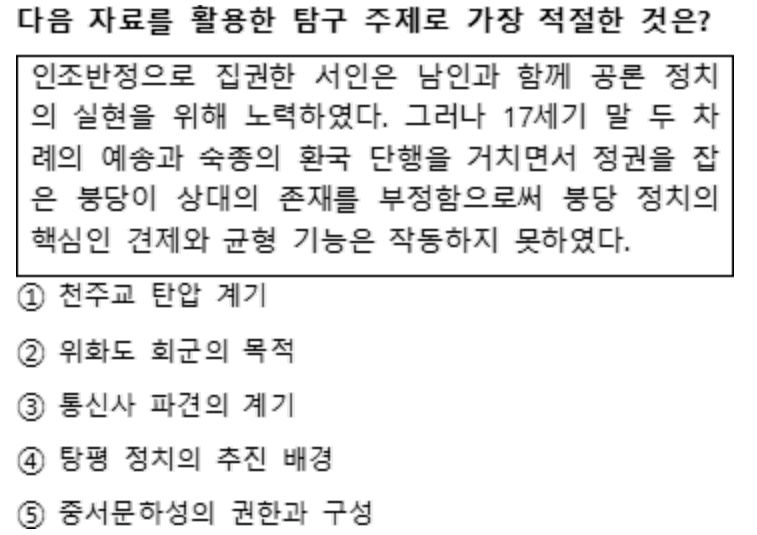 다음 자료를 활용한 탐구 주제로 가장 적절한 것은?
인조반정으로 집권한 서인은 남인과 함께 공론 정치
의 실현을 위해 노력하였다. 그러나 17세기 말 두 차
례의 예송과 숙종의 환국 단행을 거치면서 정권을 잡
은 붕당이 상대의 존재를 부정함으로써 붕당 정치의
핵심인 견제와 균형 기능은 작동하지 못하였다.
① 천주교 탄압 계기
② 위화도 회군의 목적
③ 통신사 파견의 계기
④ 탕평 정치의 추진 배경
⑤ 중서문하성의 권한과 구성